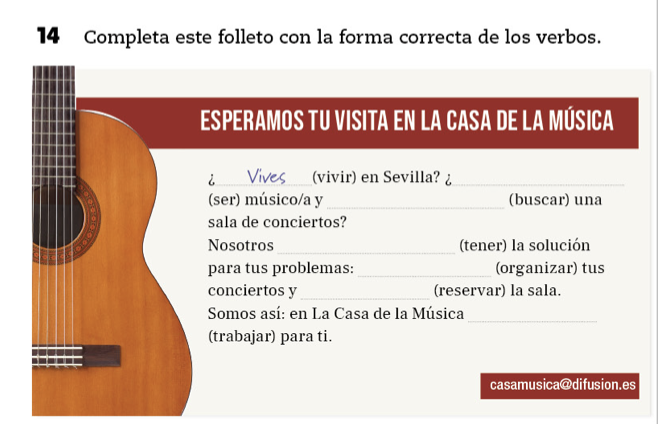 14 Completa este folleto con la forma correcta de los verbos.
ESPERAMOS TU VISITA EN LA CASA DE LA MÚSICA
¿ Vives (vivir) en Sevilla? ¿
(ser) músico/a y (buscar) una
sala de conciertos?
Nosotros (tener) la solución
para tus problemas: (organizar) tus
conciertos y (reservar) la sala.
Somos así: en La Casa de la Música
(trabajar) para ti.
casamusica@difusion.es